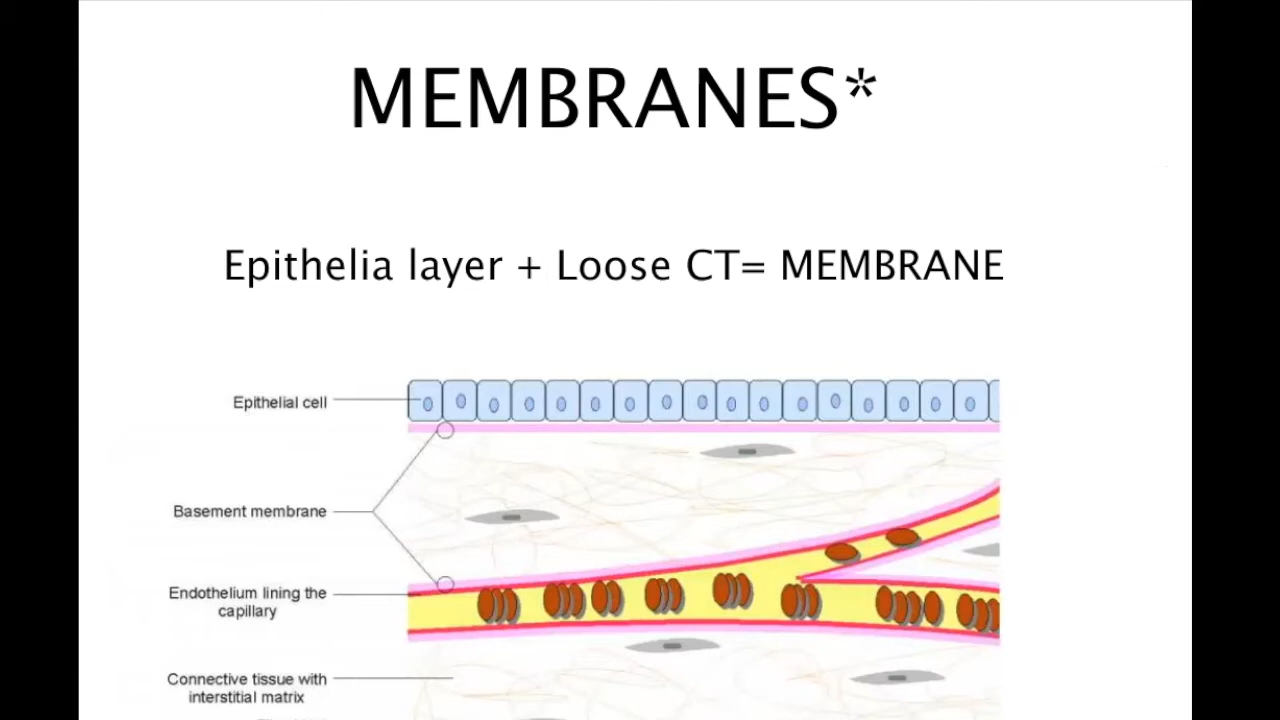 MEMBRANES*
Epithelia layer + Loose CT= MEMBRANE
Epithelial cell
Basement membrane
Endothelium lining the
capillary
Connective tissue with
interstitial matrix